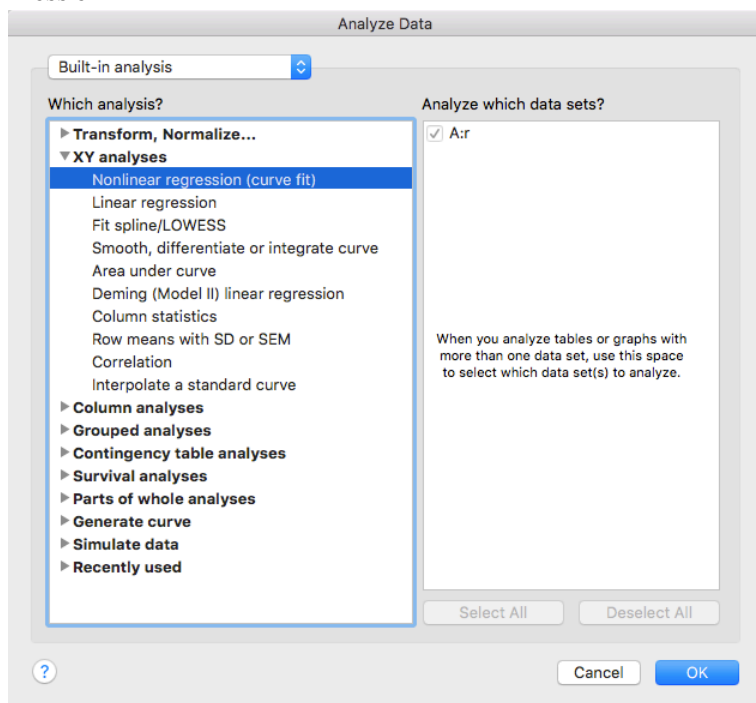 Analyze Data
Built-in analysis
Which analysis?
Transform, Normalize...
XY analyses
Nonlinear regression (curve fit)
Linear regression
Fit spline/LOWESS
Smooth, differentiate or integrate curve
Area under curve
Deming (Model II) linear regression
Column statistics
Row means with SD or SEM
Correlation
Interpolate a standard curve
Column analyses
Grouped analyses
Contingency table analyses
Survival analyses
Parts of whole analyses
Generate curve
Simulate data
Recently used
Analyze which data sets?
A:r
When you analyze tables or graphs with
more than one data set, use this space
to select which data set(s) to analyze.
Select All
Deselect All
?
Cancel
OK